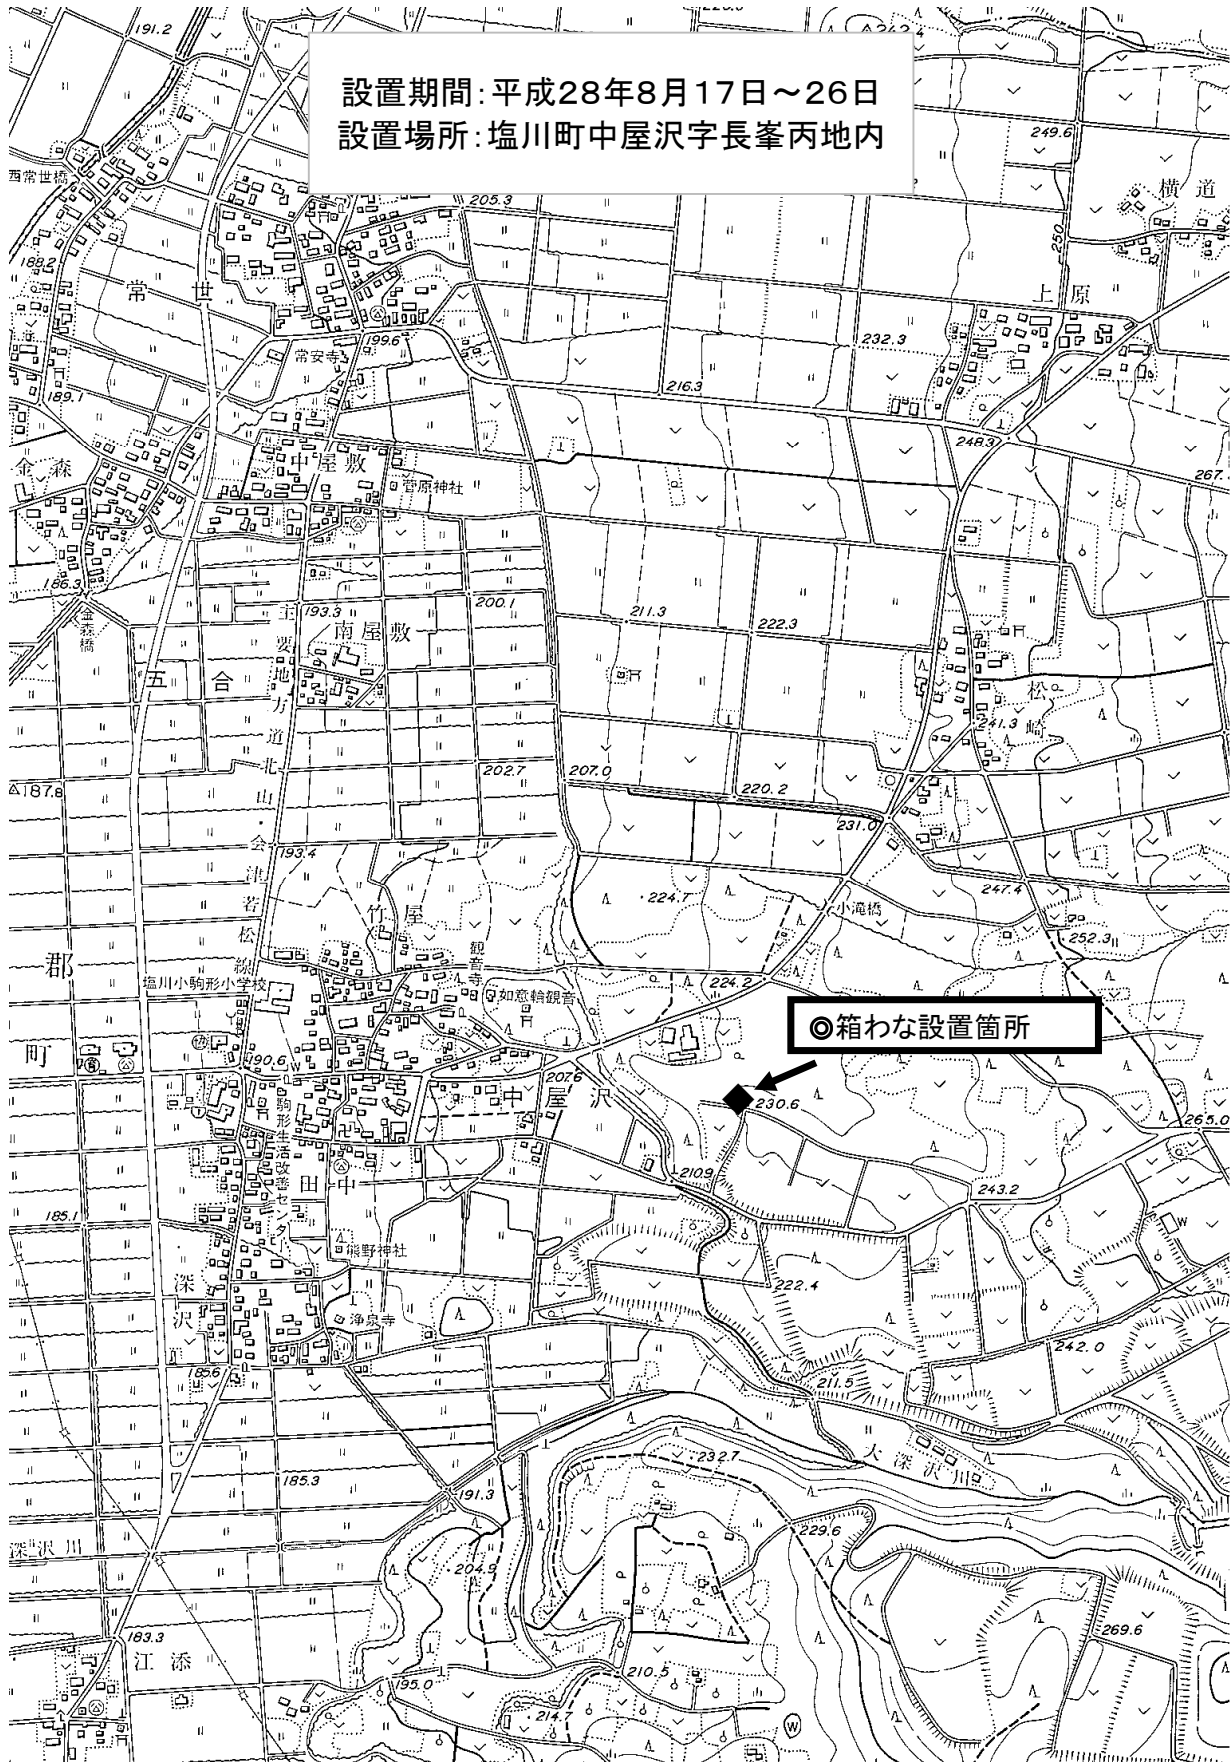 設置期間:平成28年8月17日～26日
設置場所:塩川町中屋沢字長峯丙地内
191.2
249.6
西常世橋
横道
205.3
250
188.2
常世
上原
常安寺
199.6
232.3
189.1
216.3
248.3
中屋敷
金森
267.
菅原神社
186.3
金森橋
193.3
200.1
211.3
222.3
南屋敷
主要地方道北山・会津若松線
五合
松崎
241.3
202.7
207.0
220.2
187.8
231.0
193.4
247.4
224.7
小滝橋
竹屋
252.3
郡
観音寺
塩川小駒形小学校
如意輪観音
224.2
◎箱わな設置箇所
町
190.6
207.6
中屋沢
230.6
265.0
駒形生活改善センター
210.9
田中
243.2
185.1
熊野神社
222.4
深沢
浄泉寺
242.0
185.6
211.5
大深沢川
232.7
185.3
191.3
229.6
深沢川
204.9
269.6
183.3
江添
210.5
195.0
214.7